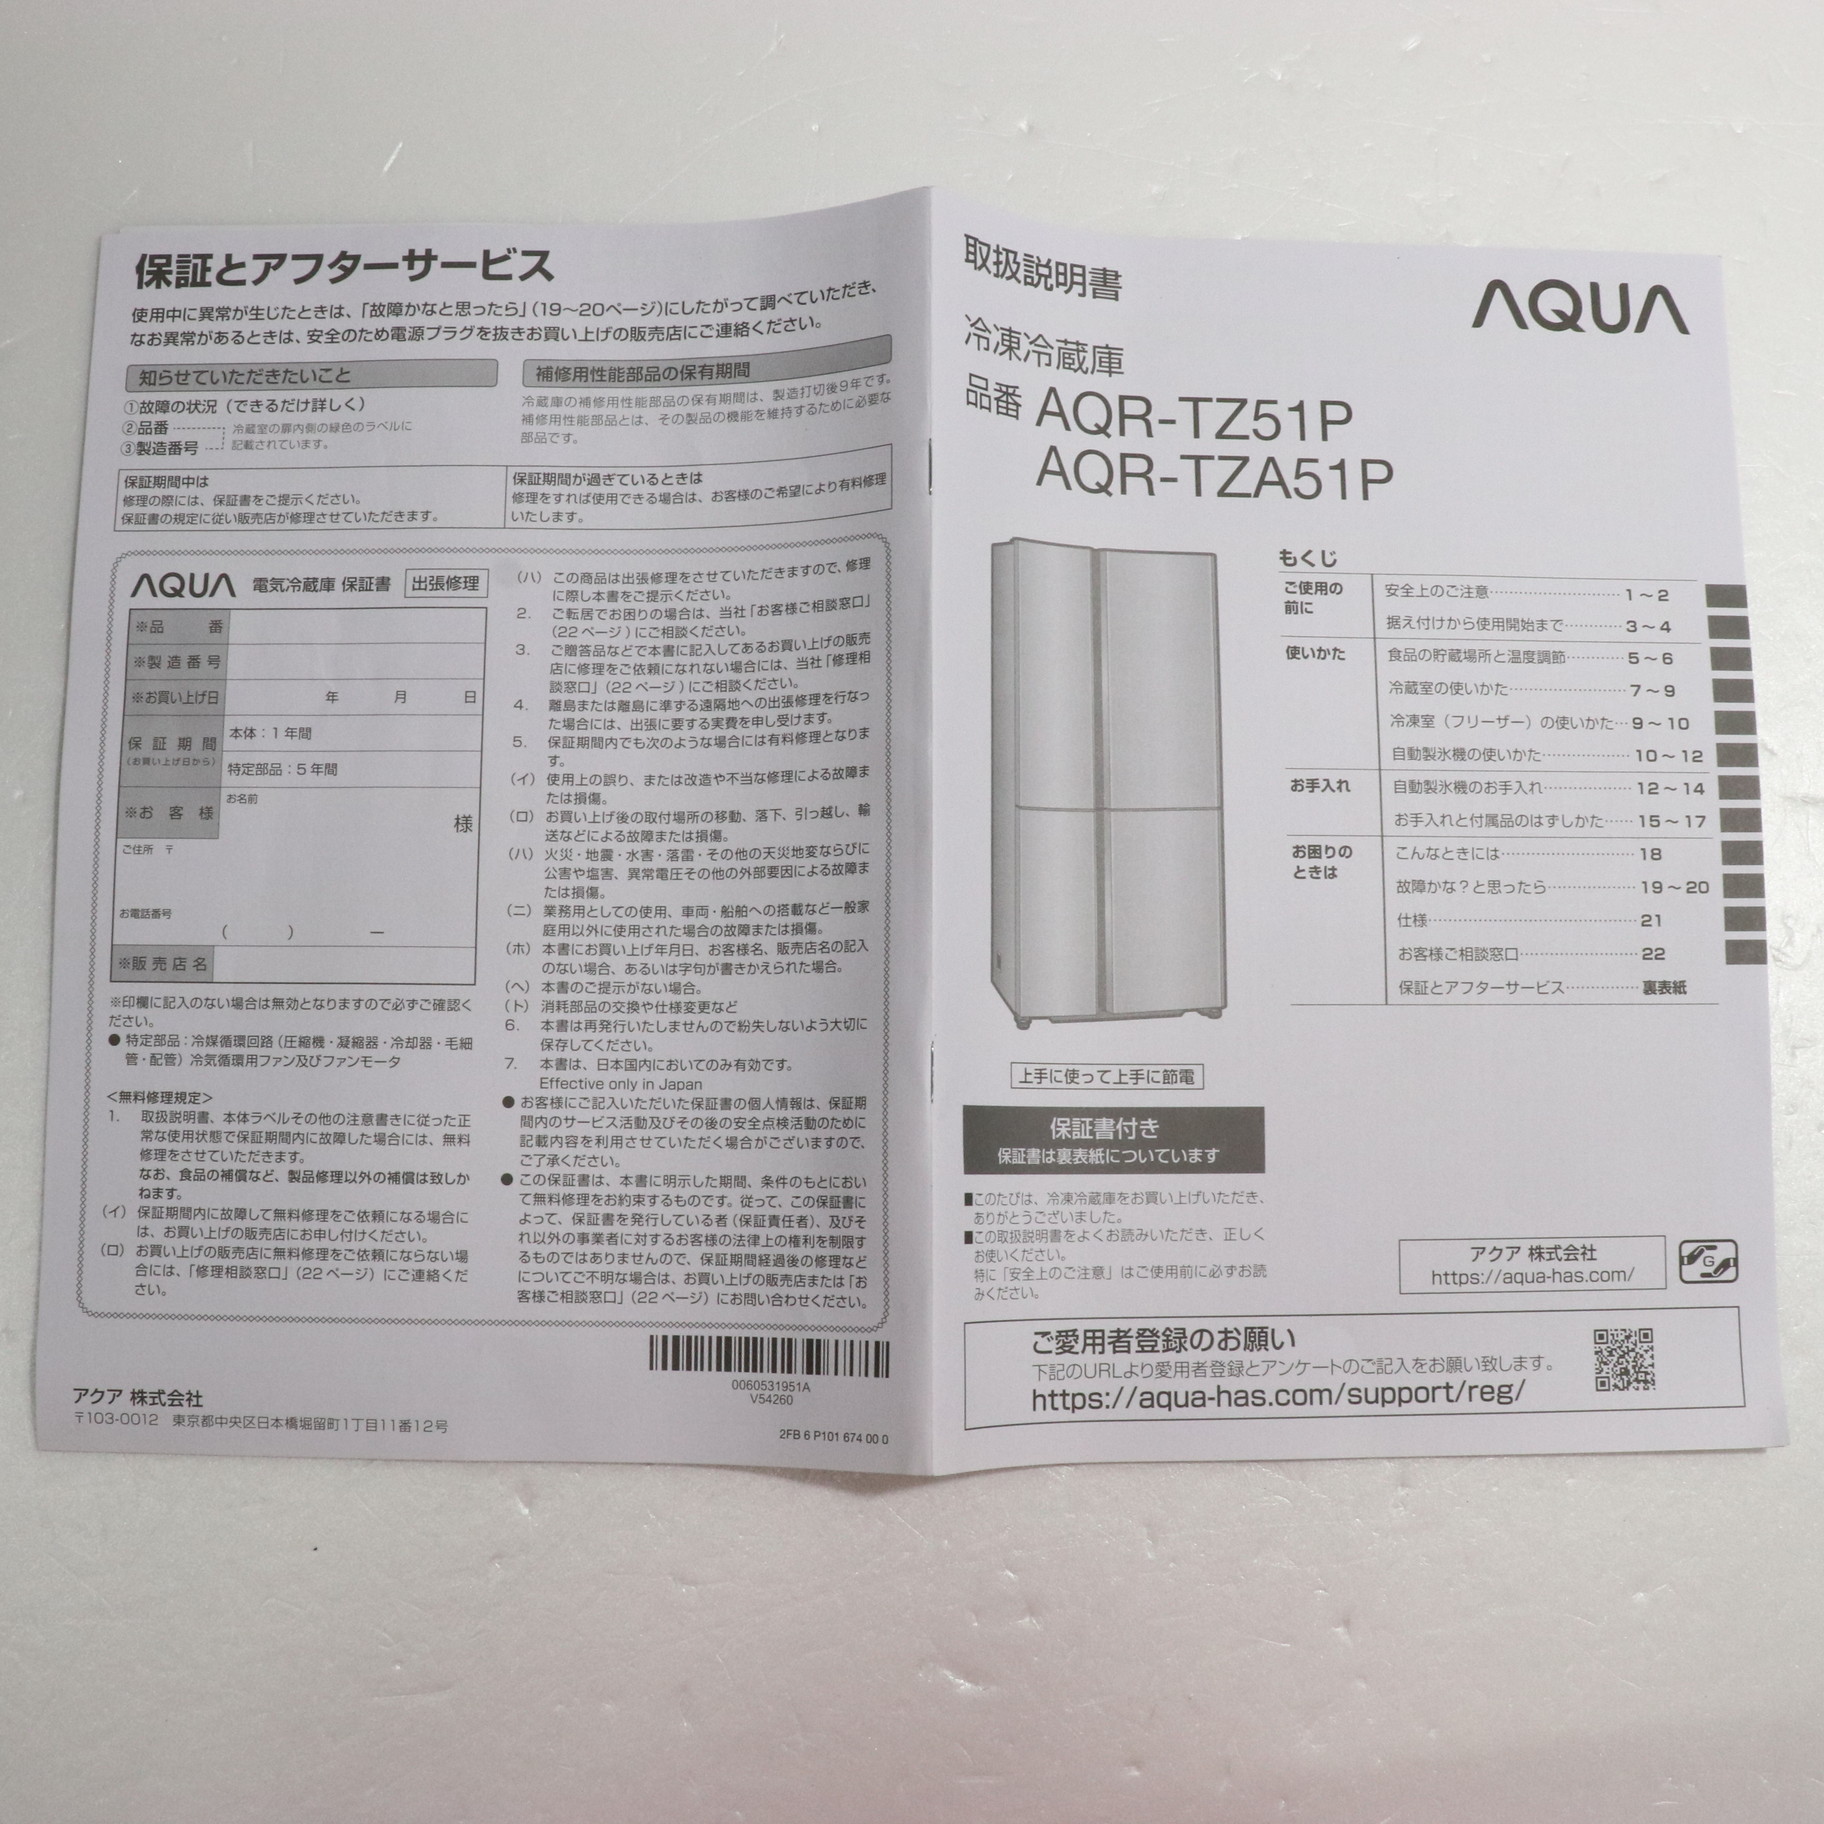 保証とアフターサービス
使用中に異常が生じたときは、「故障かなと思ったら」(19～20ページ)にしたがって調べていただき、
なお異常があるときは、安全のため電源プラグを抜きお買い上げの販売店にご連絡ください。
知らせていただきたいこと
①故障の状況（できるだけ詳しく）
②品番 冷蔵室の扉内側の緑色のラベルに
③製造番号 記載されています。
補修用性能部品の保有期間
冷蔵庫の補修用性能部品の保有期間は、製造打切後9年です。
補修用性能部品とは、その製品の機能を維持するために必要な
部品です。
保証期間中は
修理の際には、保証書をご提示ください。
保証書の規定に従い販売店が修理させていただきます。
保証期間が過ぎているときは
修理をすれば使用できる場合は、お客様のご希望により有料修理
いたします。
AQUA 電気冷蔵庫 保証書 出張修理
※品番
※製造番号
※お買い上げ日 年 月 日
保証期間
（お買い上げ日から）
本体：1年間
特定部品：5年間
※お客様
お名前
様
ご住所 〒
お電話番号
( ) ー
※販売店名
※印欄に記入のない場合は無効となりますので必ずご確認く
ださい。
● 特定部品：冷媒循環回路（圧縮機・凝縮器・冷却器・毛細
管・配管）冷気循環用ファン及びファンモータ
＜無料修理規定＞
1. 取扱説明書、本体ラベルその他の注意書きに従った正
常な使用状態で保証期間内に故障した場合には、無料
修理をさせていただきます。
なお、食品の補償など、製品修理以外の補償は致しか
ねます。
（イ） 保証期間内に故障して無料修理をご依頼になる場合に
は、お買い上げの販売店にお申し付けください。
（ロ） お買い上げの販売店に無料修理をご依頼にならない場
合には、「修理相談窓口」（22ページ）にご連絡くだ
さい。
（ハ） この商品は出張修理をさせていただきますので、修理
に際し本書をご提示ください。
2. ご転居でお困りの場合は、当社「お客様ご相談窓口」
（22ページ）にご相談ください。
3. ご贈答品などで本書に記入してあるお買い上げの販売
店に修理をご依頼になれない場合には、当社「修理相
談窓口」（22ページ）にご相談ください。
4. 離島または離島に準ずる遠隔地への出張修理を行なっ
た場合には、出張に要する実費を申し受けます。
5. 保証期間内でも次のような場合には有料修理となりま
す。
（イ） 使用上の誤り、または改造や不当な修理による故障ま
たは損傷。
（ロ） お買い上げ後の取付場所の移動、落下、引っ越し、輸
送などによる故障または損傷。
（ハ） 火災・地震・水害・落雷・その他の天災地変ならびに
公害や塩害、異常電圧その他の外部要因による故障ま
たは損傷。
（ニ） 業務用としての使用、車両・船舶への搭載など一般家
庭用以外に使用された場合の故障または損傷。
（ホ） 本書にお買い上げ年月日、お客様名、販売店名の記入
のない場合、あるいは字句が書きかえられた場合。
（ヘ） 本書のご提示がない場合。
（ト） 消耗部品の交換や仕様変更など
6. 本書は再発行いたしませんので紛失しないよう大切に
保存してください。
7. 本書は、日本国内においてのみ有効です。
Effective only in Japan
● お客様にご記入いただいた保証書の個人情報は、保証期
間内のサービス活動及びその後の安全点検活動のために
記載内容を利用させていただく場合がございますので、
ご了承ください。
● この保証書は、本書に明示した期間、条件のもとにおい
て無料修理をお約束するものです。従って、この保証書に
よって、保証書を発行している者（保証責任者）、及びそ
れ以外の事業者に対するお客様の法律上の権利を制限す
るものではありませんので、保証期間経過後の修理など
についてご不明な場合は、お買い上げの販売店または「お
客様ご相談窓口」（22ページ）にお問い合わせください。
0060531951A
V54260
アクア 株式会社
〒103-0012 東京都中央区日本橋堀留町1丁目11番12号
2FB 6 P101 674 00 0
取扱説明書
AQUA
冷凍冷蔵庫
品番 AQR-TZ51P
AQR-TZA51P
もくじ
ご使用の
前に
安全上のご注意 1～2
据え付けから使用開始まで 3～4
使いかた
食品の貯蔵場所と温度調節 5～6
冷蔵室の使いかた 7～9
冷凍室（フリーザー）の使いかた 9～10
自動製氷機の使いかた 10～12
お手入れ
自動製氷機のお手入れ 12～14
お手入れと付属品のはずしかた 15～17
お困りの
ときは
こんなときには 18
故障かな？と思ったら 19～20
仕様 21
お客様ご相談窓口 22
保証とアフターサービス 裏表紙
上手に使って上手に節電
保証書付き
保証書は裏表紙についています
■このたびは、冷凍冷蔵庫をお買い上げいただき、
ありがとうございました。
■この取扱説明書をよくお読みいただき、正しく
お使いください。
特に「安全上のご注意」はご使用前に必ずお読
みください。
アクア 株式会社
https://aqua-has.com/
G
ご愛用者登録のお願い
下記のURLより愛用者登録とアンケートのご記入をお願い致します。
https://aqua-has.com/support/reg/